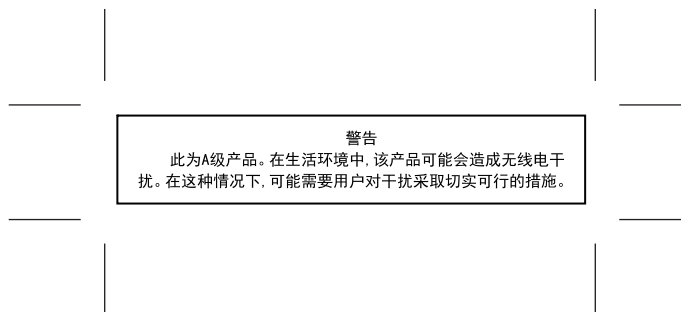 警告
此为A级产品。在生活环境中,该产品可能会造成无线电干
扰。在这种情况下,可能需要用户对干扰采取切实可行的措施。